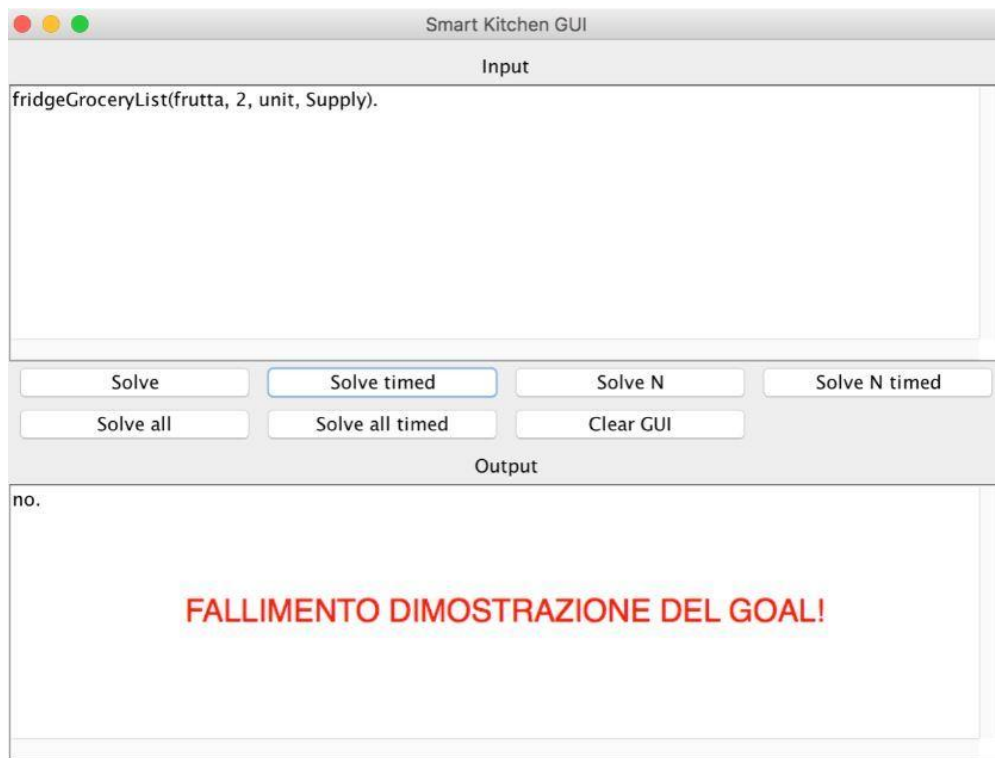 Smart Kitchen GUI
Input
fridgeGroceryList(frutta, 2, unit, Supply).
Solve Solve timed Solve N Solve N timed
Solve all Solve all timed Clear GUI
Output
no.
FALLIMENTO DIMOSTRAZIONE DEL GOAL!